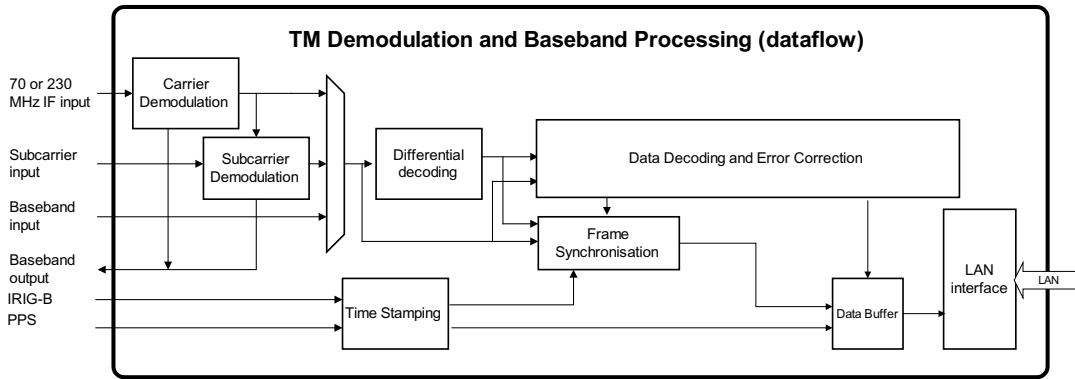 TM Demodulation and Baseband Processing (dataflow)
70 or 230
MHz IF input
Carrier
Demodulation
Subcarrier
input
Subcarrier
Demodulation
Differential
decoding
Data Decoding and Error Correction
Baseband
input
Frame
Synchronisation
Baseband
output
LAN
interface
LAN
IRIG-B
PPS
Time Stamping
Data Buffer